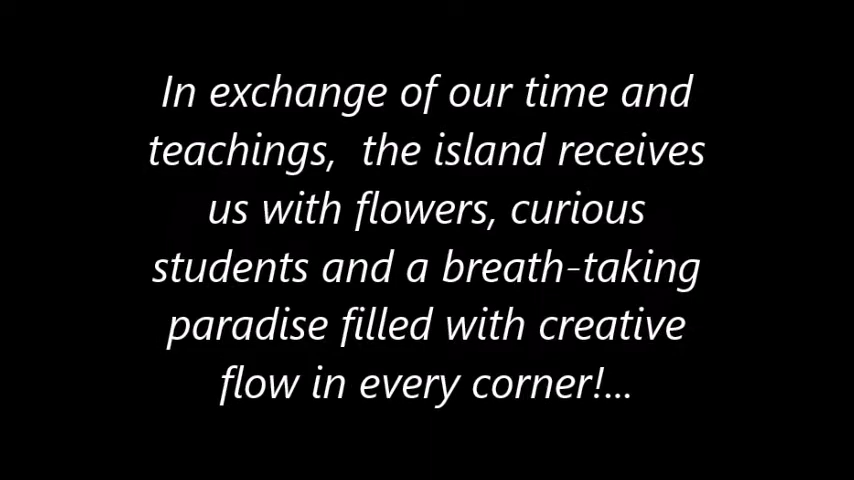 In exchange of our time and
teachings,  the island receives
us with flowers, curious
students and a breath-taking
paradise filled with creative
flow in every corner!...